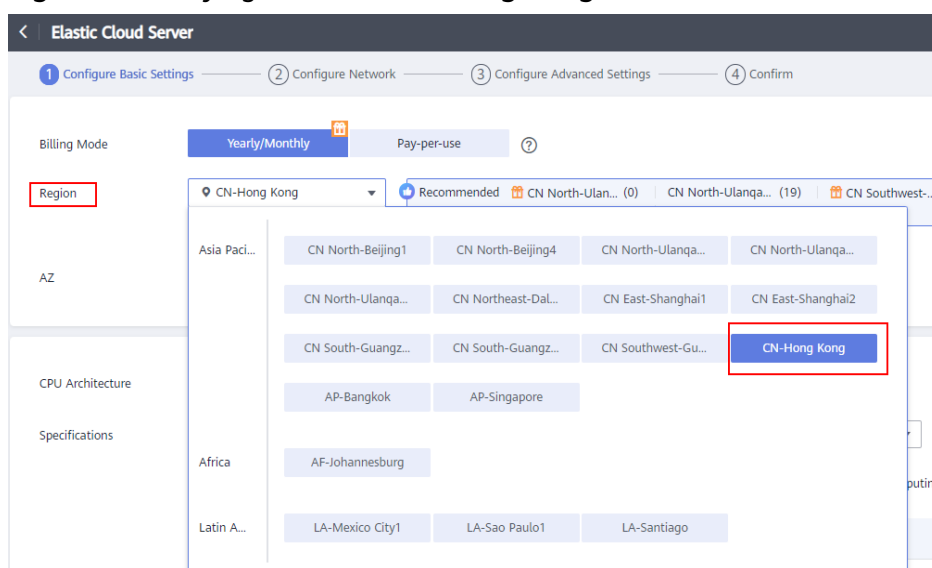 Elastic Cloud Server
1 Configure Basic Settings 2 Configure Network 3 Configure Advanced Settings 4 Confirm
Billing Mode Yearly/Monthly Pay-per-use ?
Region CN-Hong Kong Recommended CN North-Ulan... (0) CN North-Ulanqa... (19) CN Southwest-...
Asia Paci... CN North-Beijing1 CN North-Beijing4 CN North-Ulanqa... CN North-Ulanqa...
AZ
CN North-Ulanqa... CN Northeast-Dal... CN East-Shanghai1 CN East-Shanghai2
CN South-Guangz... CN South-Guangz... CN Southwest-Gu... CN-Hong Kong
CPU Architecture
AP-Bangkok AP-Singapore
Specifications
Africa AF-Johannesburg
Latin A... LA-Mexico City1 LA-Sao Paulo1 LA-Santiago